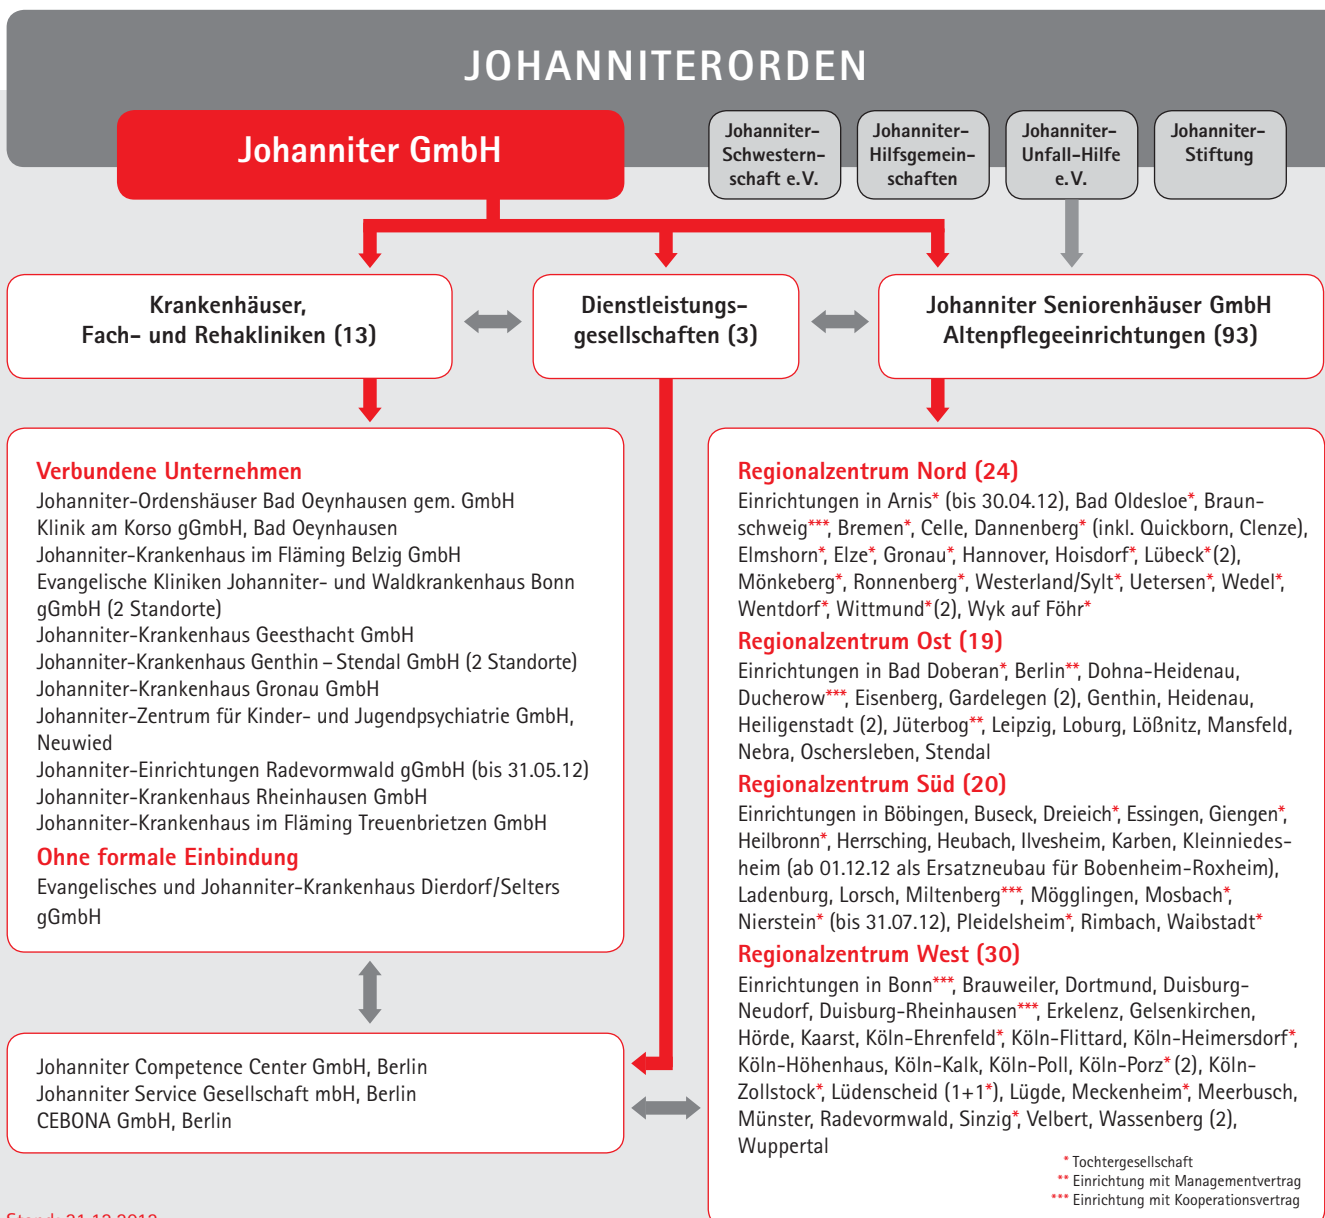 JOHANNITERORDEN
Johanniter GmbH
Johanniter-
Schwestern-
schaft e.V.
Johanniter-
Hilfsgemein-
schaften
Johanniter-
Unfall-Hilfe
e.V.
Johanniter-
Stiftung
Krankenhäuser,
Fach- und Rehakliniken (13)
Dienstleistungs-
gesellschaften (3)
Johanniter Seniorenhäuser GmbH
Altenpflegeeinrichtungen (93)
Verbundene Unternehmen
Johanniter-Ordenshäuser Bad Oeynhausen gem. GmbH
Klinik am Korso gGmbH, Bad Oeynhausen
Johanniter-Krankenhaus im Fläming Belzig GmbH
Evangelische Kliniken Johanniter- und Waldkrankenhaus Bonn
gGmbH (2 Standorte)
Johanniter-Krankenhaus Geesthacht GmbH
Johanniter-Krankenhaus Genthin – Stendal GmbH (2 Standorte)
Johanniter-Krankenhaus Gronau GmbH
Johanniter-Zentrum für Kinder- und Jugendpsychiatrie GmbH,
Neuwied
Johanniter-Einrichtungen Radevormwald gGmbH (bis 31.05.12)
Johanniter-Krankenhaus Rheinhausen GmbH
Johanniter-Krankenhaus im Fläming Treuenbrietzen GmbH
Ohne formale Einbindung
Evangelisches und Johanniter-Krankenhaus Dierdorf/Selters
gGmbH
Johanniter Competence Center GmbH, Berlin
Johanniter Service Gesellschaft mbH, Berlin
CEBONA GmbH, Berlin
Regionalzentrum Nord (24)
Einrichtungen in Arnis* (bis 30.04.12), Bad Oldesloe*, Braun-
schweig***, Bremen*, Celle, Dannenberg* (inkl. Quickborn, Clenze),
Elmshorn*, Elze*, Gronau*, Hannover, Hoisdorf*, Lübeck* (2),
Mönkeberg*, Ronnenberg*, Westerland/Sylt*, Uetersen*, Wedel*,
Wentdorf*, Wittmund* (2), Wyk auf Föhr*
Regionalzentrum Ost (19)
Einrichtungen in Bad Doberan*, Berlin**, Dohna-Heidenau,
Ducherow***, Eisenberg, Gardelegen (2), Genthin, Heidenau,
Heiligenstadt (2), Jüterbog**, Leipzig, Loburg, Lößnitz, Mansfeld,
Nebra, Oschersleben, Stendal
Regionalzentrum Süd (20)
Einrichtungen in Böbingen, Buseck, Dreieich*, Essingen, Giengen*,
Heilbronn*, Herrsching, Heubach, Ilvesheim, Karben, Kleinniedes-
heim (ab 01.12.12 als Ersatzneubau für Bobenheim-Roxheim),
Ladenburg, Lorsch, Miltenberg***, Mögglingen, Mosbach*,
Nierstein* (bis 31.07.12), Pleidelsheim*, Rimbach, Waibstadt*
Regionalzentrum West (30)
Einrichtungen in Bonn***, Brauweiler, Dortmund, Duisburg-
Neudorf, Duisburg-Rheinhausen***, Erkelenz, Gelsenkirchen,
Hörde, Kaarst, Köln-Ehrenfeld*, Köln-Flittard, Köln-Heimersdorf*,
Köln-Höhenhaus, Köln-Kalk, Köln-Poll, Köln-Porz* (2), Köln-
Zollstock*, Lüdenscheid (1+1*), Lügde, Meckenheim*, Meerbusch,
Münster, Radevormwald, Sinzig*, Velbert, Wassenberg (2),
Wuppertal
* Tochtergesellschaft
** Einrichtung mit Managementvertrag
*** Einrichtung mit Kooperationsvertrag
Stand: 31.12.2012